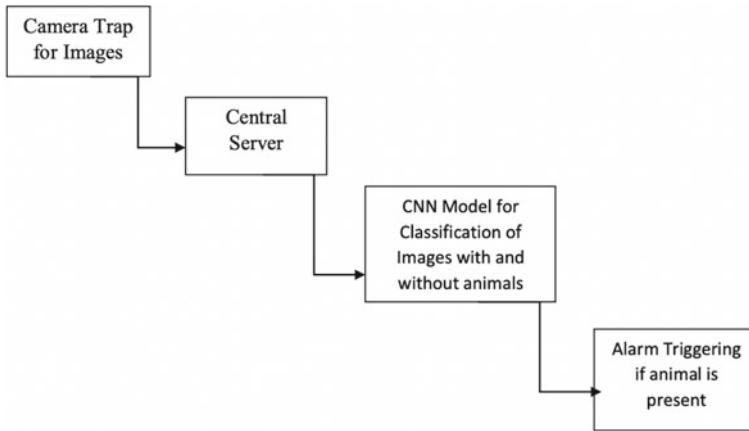 Camera Trap
for Images
Central
Server
CNN Model for
Classification of
Images with and
without animals
Alarm Triggering
if animal is
present